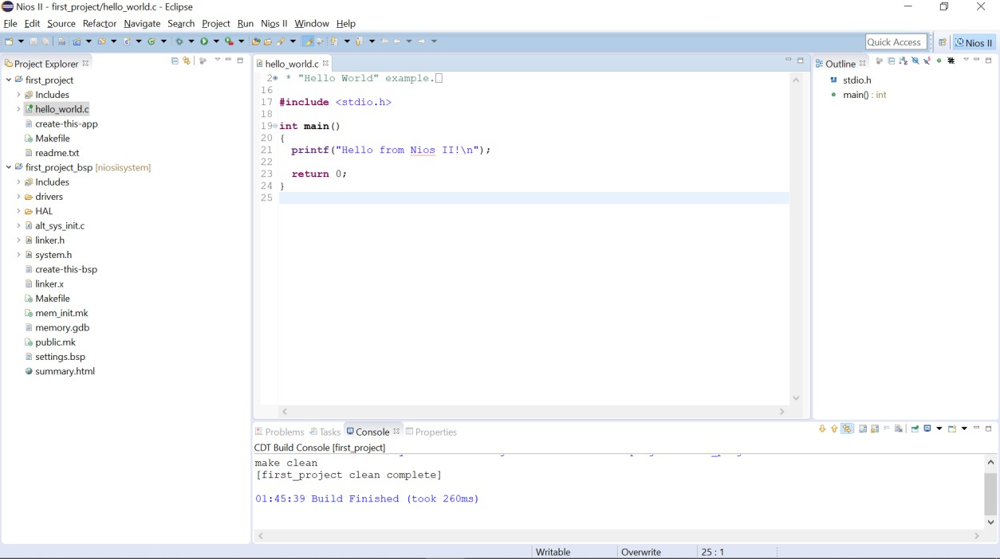 Nios II - first_project/hello_world.c - Eclipse
File Edit Source Refactor Navigate Search Project Run Nios II Window Help
Quick Access
Nios II
Project Explorer
first_project
Includes
hello_world.c
create-this-app
Makefile
readme.txt
first_project_bsp [niosiisystem]
Includes
drivers
HAL
alt_sys_init.c
linker.h
system.h
create-this-bsp
linker.x
Makefile
mem_init.mk
memory.gdb
public.mk
settings.bsp
summary.html
hello_world.c
2 * "Hello World" example.
16
17 #include <stdio.h>
18
19 int main()
20 {
21 printf("Hello from Nios II!\n");
22
23 return 0;
24 }
25
Outline
stdio.h
main() : int
Problems Tasks Console Properties
CDT Build Console [first_project]
make clean
[first_project clean complete]
01:45:39 Build Finished (took 260ms)
Writable Overwrite 25 : 1